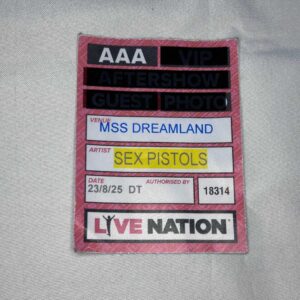 AAA VIP
AFTERSHOW
GUEST PHOTO
VENUE
MSS DREAMLAND
ARTIST
SEX PISTOLS
DATE AUTHORISED BY
23/8/25 DT 18314
LIVE NATION®